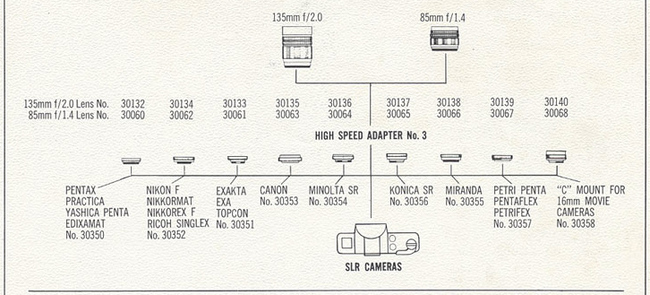 135mm f/2.0 85mm f/1.4
135mm f/2.0 Lens No. 30132 30134 30133 30135 30136 30137 30138 30139 30140
85mm f/1.4 Lens No. 30060 30062 30061 30063 30064 30065 30066 30067 30068
HIGH SPEED ADAPTER No. 3
PENTAX
PRACTICA
YASHICA PENTA
EDIXAMAT
No. 30350
NIKON F
NIKKORMAT
NIKKOREX F
RICOH SINGLEX
No. 30352
EXAKTA
EXA
TOPCON
No. 30351
CANON
No. 30353
MINOLTA SR
No. 30354
KONICA SR
No. 30356
MIRANDA
No. 30355
PETRI PENTA
PENTAFLEX
PETRIFEX
No. 30357
"C" MOUNT FOR
16mm MOVIE
CAMERAS
No. 30358
SLR CAMERAS